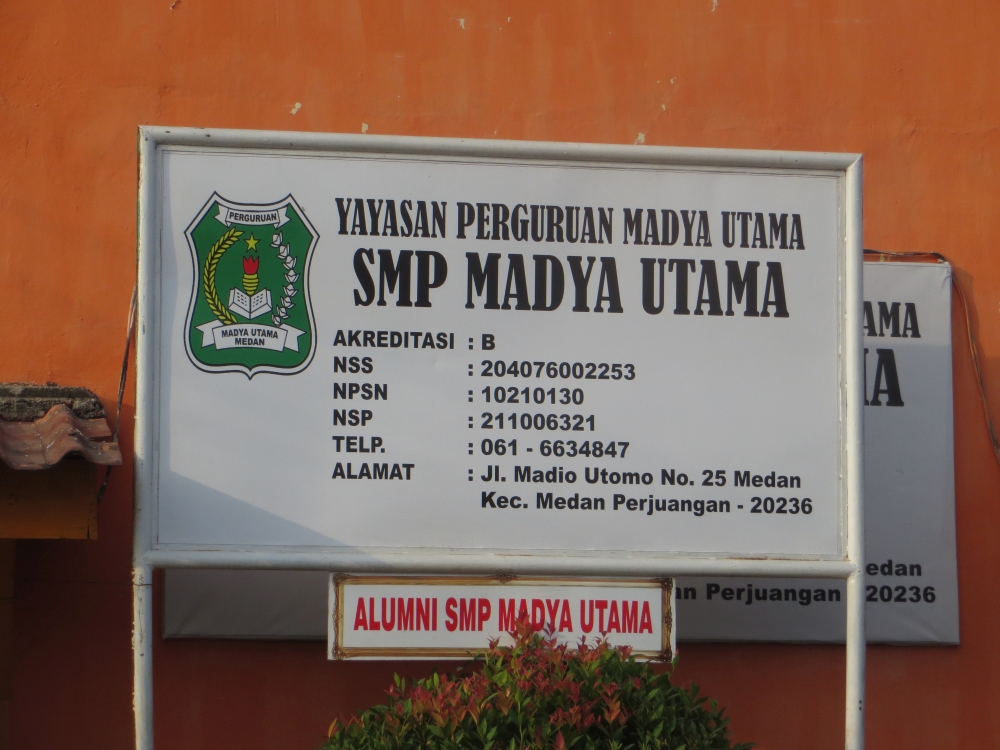 PERGURUAN
MADYA UTAMA
MEDAN
YAYASAN PERGURUAN MADYA UTAMA
SMP MADYA UTAMA
AKREDITASI : B
NSS : 204076002253
NPSN : 10210130
NSP : 211006321
TELP. : 061 - 6634847
ALAMAT : Jl. Madio Utomo No. 25 Medan
Kec. Medan Perjuangan - 20236
ALUMNI SMP MADYA UTAMA
AMA
A
edan
an Perjuangan 20236